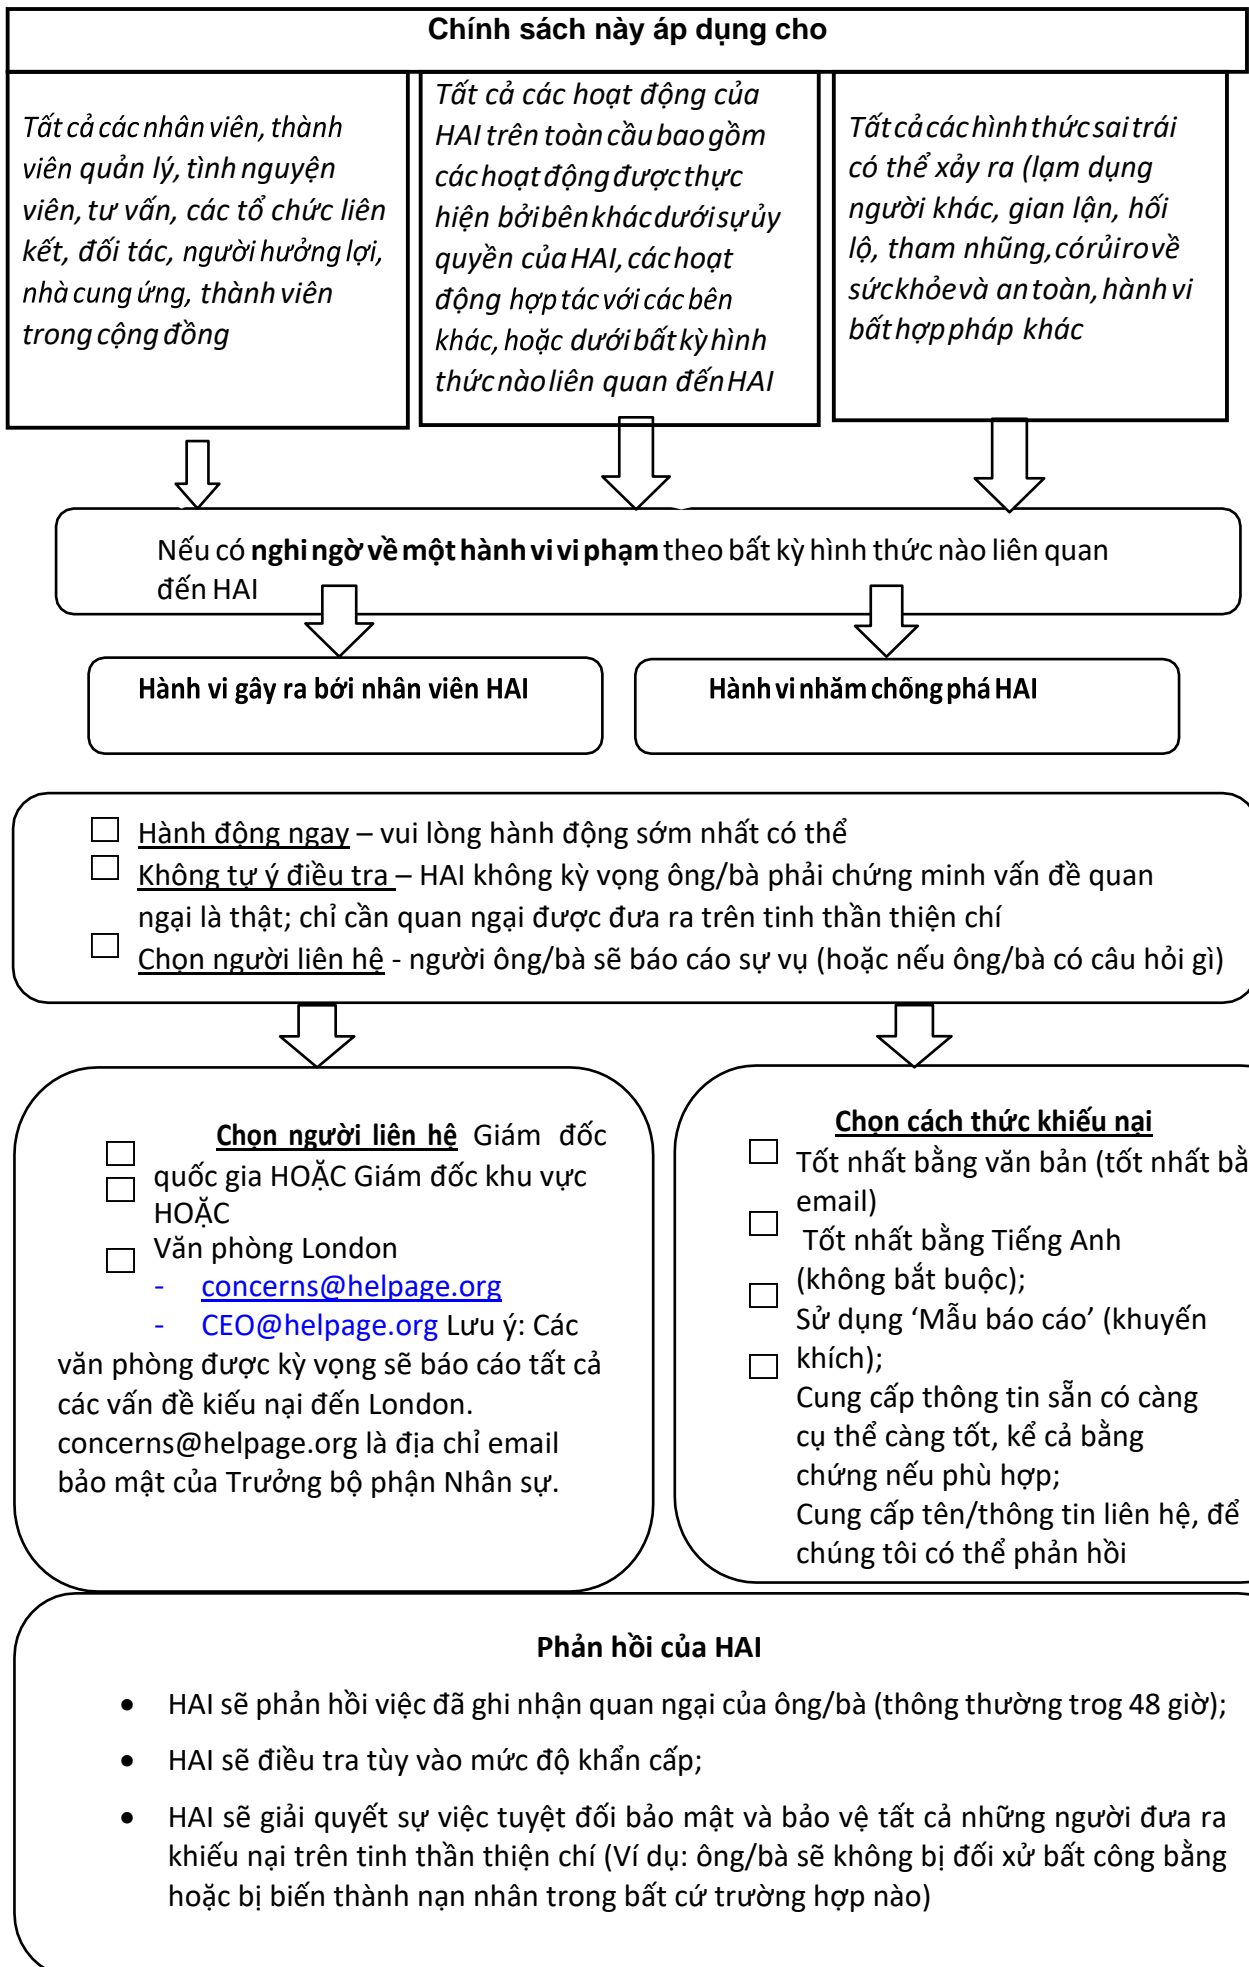 Chính sách này áp dụng cho
Tất cả các nhân viên, thành
viên quản lý, tình nguyện
viên, tư vấn, các tổ chức liên
kết, đối tác, người hưởng lợi,
nhà cung ứng, thành viên
trong cộng đồng
Tất cả các hoạt động của
HAI trên toàn cầu bao gồm
các hoạt động được thực
hiện bởi bên khác dưới sự ủy
quyền của HAI, các hoạt
động hợp tác với các bên
khác, hoặc dưới bất kỳ hình
thức nào liên quan đến HAI
Tất cả các hình thức sai trái
có thể xảy ra (lạm dụng
người khác, gian lận, hối
lộ, tham nhũng, có rủi ro về
sức khỏe và an toàn, hành vi
bất hợp pháp khác
Nếu có nghi ngờ về một hành vi vi phạm theo bất kỳ hình thức nào liên quan
đến HAI
Hành vi gây ra bới nhân viên HAI
Hành vi nhăm chông phá HAI
Hành động ngay – vui lòng hành động sớm nhất có thể
Không tự ý điều tra – HAI không kỳ vọng ông/bà phải chứng minh vấn đề quan
ngại là thật; chỉ cần quan ngại được đưa ra trên tinh thần thiện chí
Chọn người liên hệ - người ông/bà sẽ báo cáo sự vụ (hoặc nếu ông/bà có câu hỏi gì)
Chọn người liên hệ Giám đốc
quốc gia HOẶC Giám đốc khu vực
HOẶC
Văn phòng London
- concerns@helpage.org
- CEO@helpage.org Lưu ý: Các
văn phòng được kỳ vọng sẽ báo cáo tất cả
các vấn đề kiếu nại đến London.
concerns@helpage.org là địa chỉ email
bảo mật của Trưởng bộ phận Nhân sự.
Chọn cách thức khiếu nại
Tốt nhất bằng văn bản (tốt nhất bằ
email)
Tốt nhất bằng Tiếng Anh
(không bắt buộc);
Sử dụng ‘Mẫu báo cáo’ (khuyến
khích);
Cung cấp thông tin sẵn có càng
cụ thể càng tốt, kể cả bằng
chứng nếu phù hợp;
Cung cấp tên/thông tin liên hệ, để
chúng tôi có thể phản hồi
Phản hồi của HAI
• HAI sẽ phản hồi việc đã ghi nhận quan ngại của ông/bà (thông thường trog 48 giờ);
• HAI sẽ điều tra tùy vào mức độ khẩn cấp;
• HAI sẽ giải quyết sự việc tuyệt đối bảo mật và bảo vệ tất cả những người đưa ra
khiếu nại trên tinh thần thiện chí (Ví dụ: ông/bà sẽ không bị đối xử bất công bằng
hoặc bị biến thành nạn nhân trong bất cứ trường hợp nào)